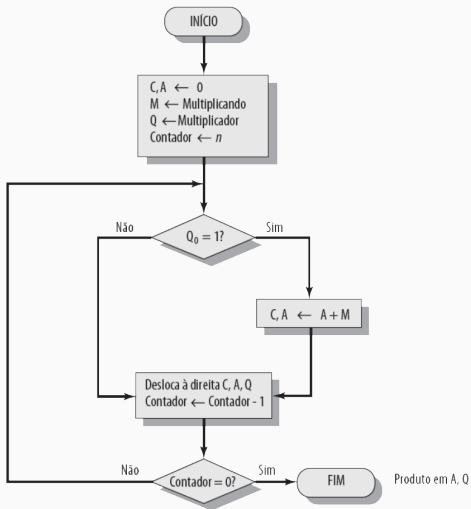 INÍCIO
C, A ← 0
M ← Multiplicando
Q ← Multiplicador
Contador ← n
Não
Q₀ = 1?
Sim
C, A ← A + M
Desloca à direita C, A, Q
Contador ← Contador - 1
Não
Contador = 0?
Sim
FIM
Produto em A, Q